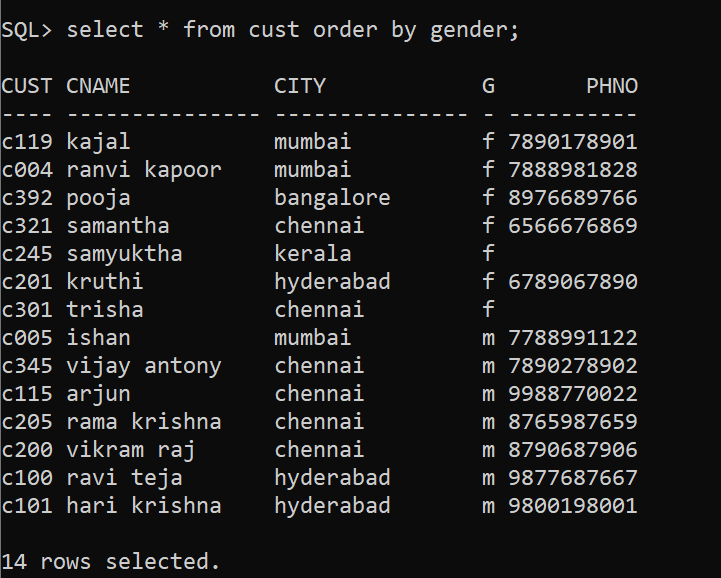 SQL> select * from cust order by gender;
CUST CNAME           CITY            G       PHNO
---- --------------- --------------- - ----------
c119 kajal           mumbai          f 7890178901
c004 ranvi kapoor    mumbai          f 7888981828
c392 pooja           bangalore       f 8976689766
c321 samantha        chennai         f 6566676869
c245 samyuktha       kerala          f
c201 kruthi          hyderabad       f 6789067890
c301 trisha          chennai         f
c005 ishan           mumbai          m 7788991122
c345 vijay antony    chennai         m 7890278902
c115 arjun           chennai         m 9988770022
c205 rama krishna    chennai         m 8765987659
c200 vikram raj      chennai         m 8790687906
c100 ravi teja       hyderabad       m 9877687667
c101 hari krishna    hyderabad       m 9800198001
14 rows selected.